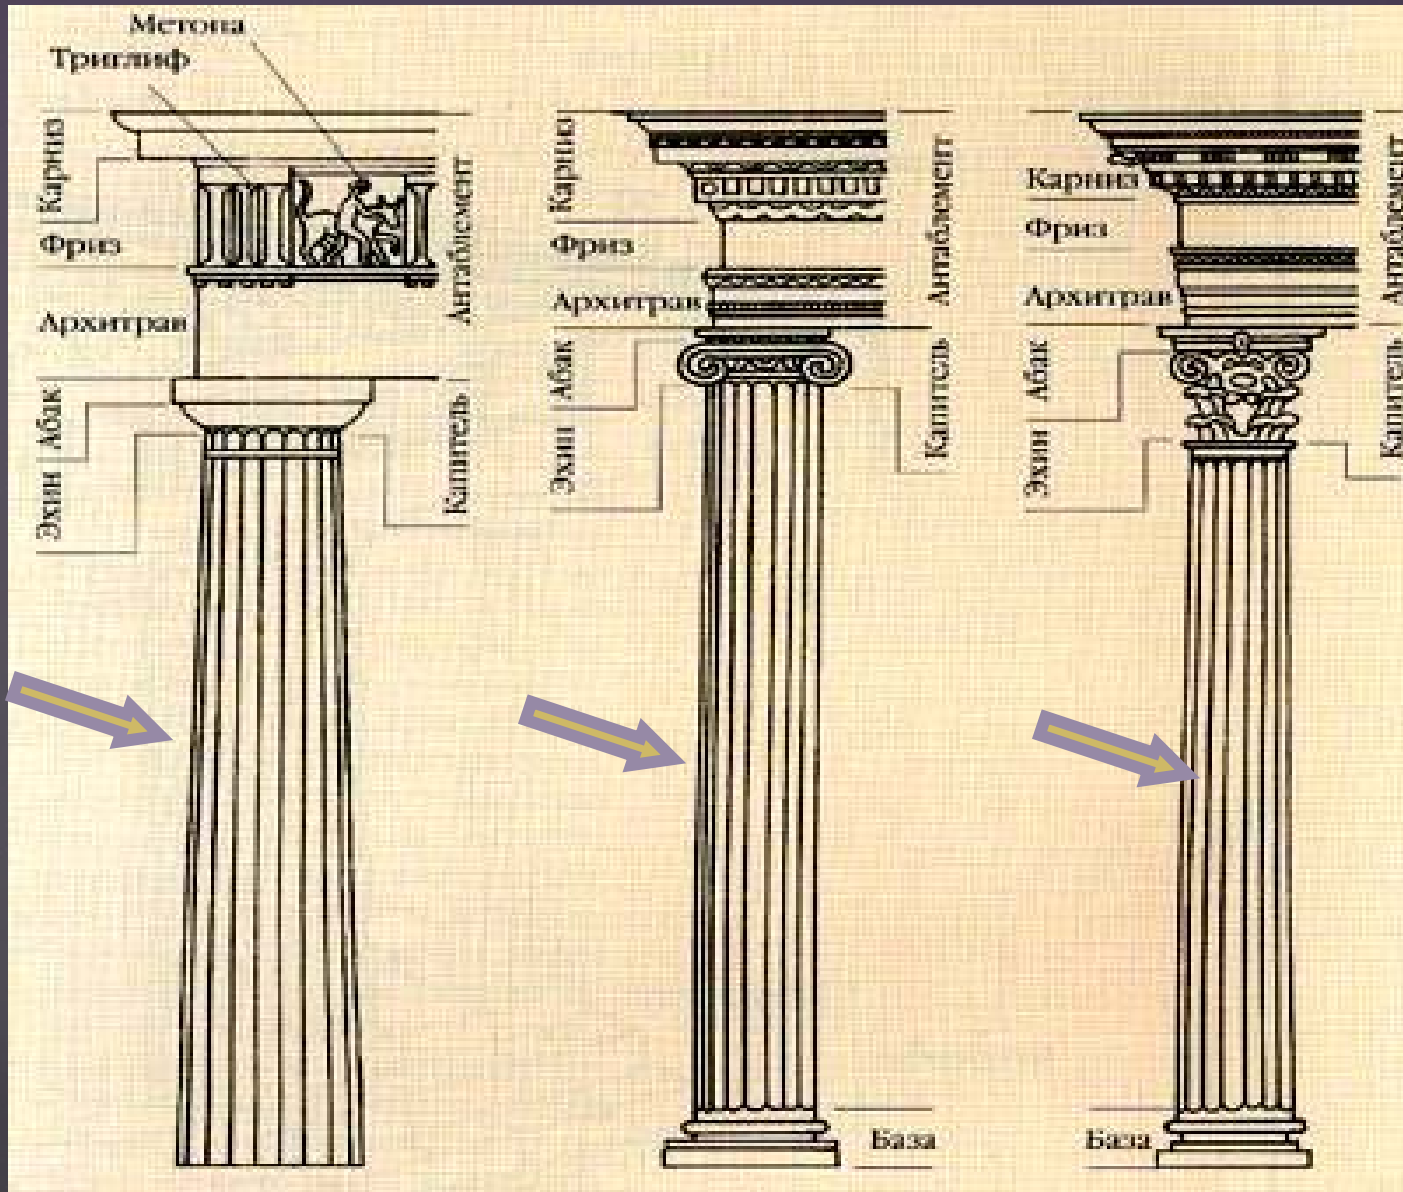 Метопа
Триглиф
Карниз
Фриз
Архитрав
Абак
Эхин
Антаблемент
Капитель
Карниз
Фриз
Архитрав
Абак
Эхин
Антаблемент
Капитель
База
Карниз
Фриз
Архитрав
Абак
Эхин
Антаблемент
Капитель
База